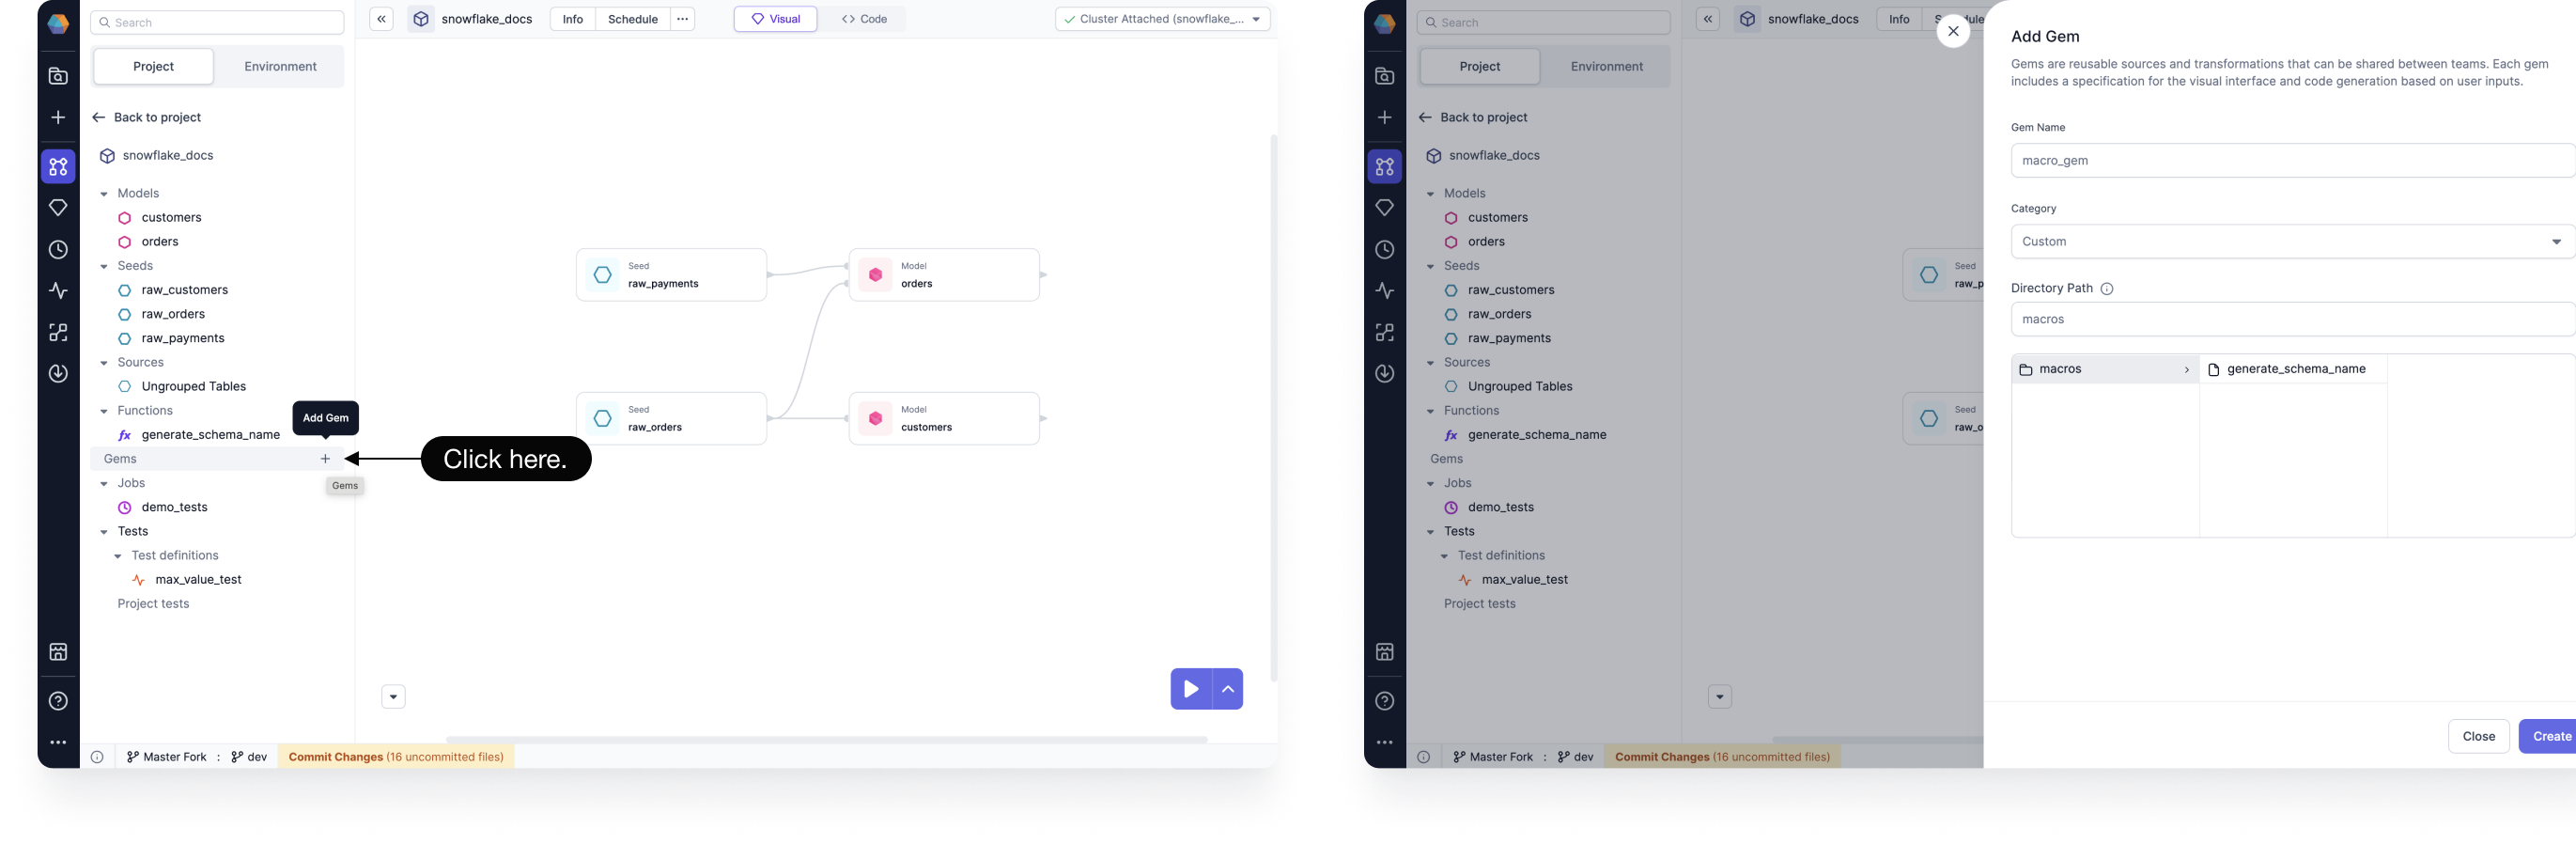 Search
Project
Environment
Back to project
snowflake_docs
Models
customers
orders
Seeds
raw_customers
raw_orders
raw_payments
Sources
Ungrouped Tables
Functions
Add Gem
generate_schema_name
Gems
Gems
Jobs
demo_tests
Tests
Test definitions
max_value_test
Project tests
snowflake_docs
Info
Schedule
Visual
Code
Cluster Attached (snowflake_...
Seed
raw_payments
Model
orders
Seed
raw_orders
Model
customers
Click here.
Master Fork : dev
Commit Changes (16 uncommitted files)
Search
Project
Environment
Back to project
snowflake_docs
Models
customers
orders
Seeds
raw_customers
raw_orders
raw_payments
Sources
Ungrouped Tables
Functions
generate_schema_name
Gems
Jobs
demo_tests
Tests
Test definitions
max_value_test
Project tests
snowflake_docs
Info
Seed
raw_p
Seed
raw_o
Master Fork : dev
Commit Changes (16 uncommitted files)
Add Gem
Gems are reusable sources and transformations that can be shared between teams. Each gem
includes a specification for the visual interface and code generation based on user inputs.
Gem Name
macro_gem
Category
Custom
Directory Path
macros
macros
generate_schema_name
Close
Create